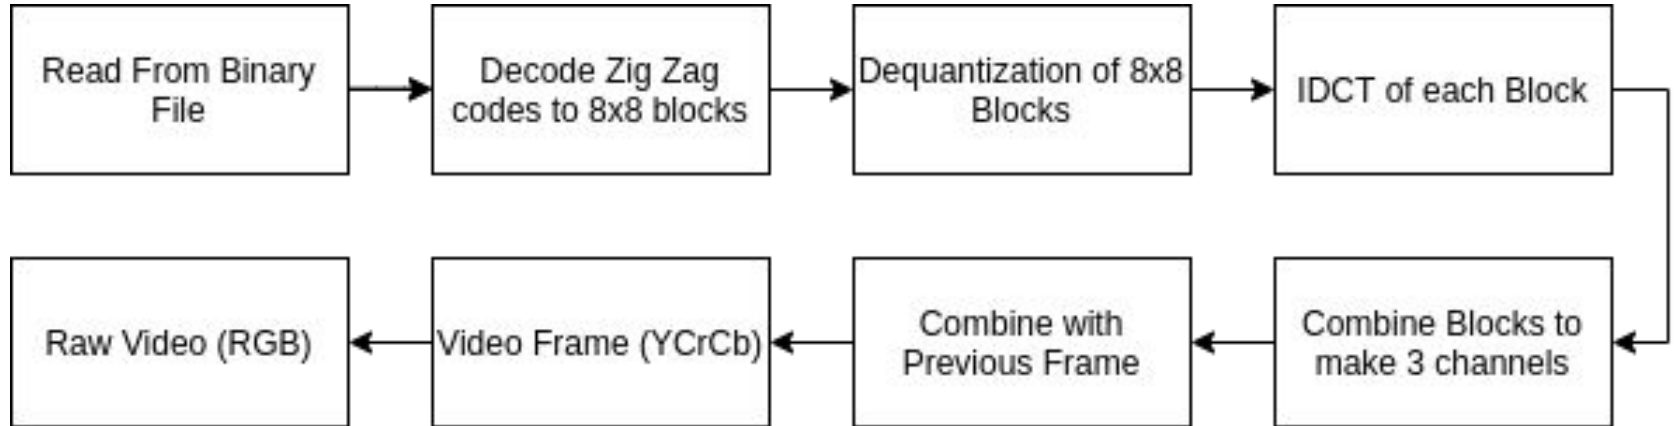 Read From Binary
File
Decode Zig Zag
codes to 8x8 blocks
Dequantization of 8x8
Blocks
IDCT of each Block
Combine Blocks to
make 3 channels
Combine with
Previous Frame
Video Frame (YCrCb)
Raw Video (RGB)